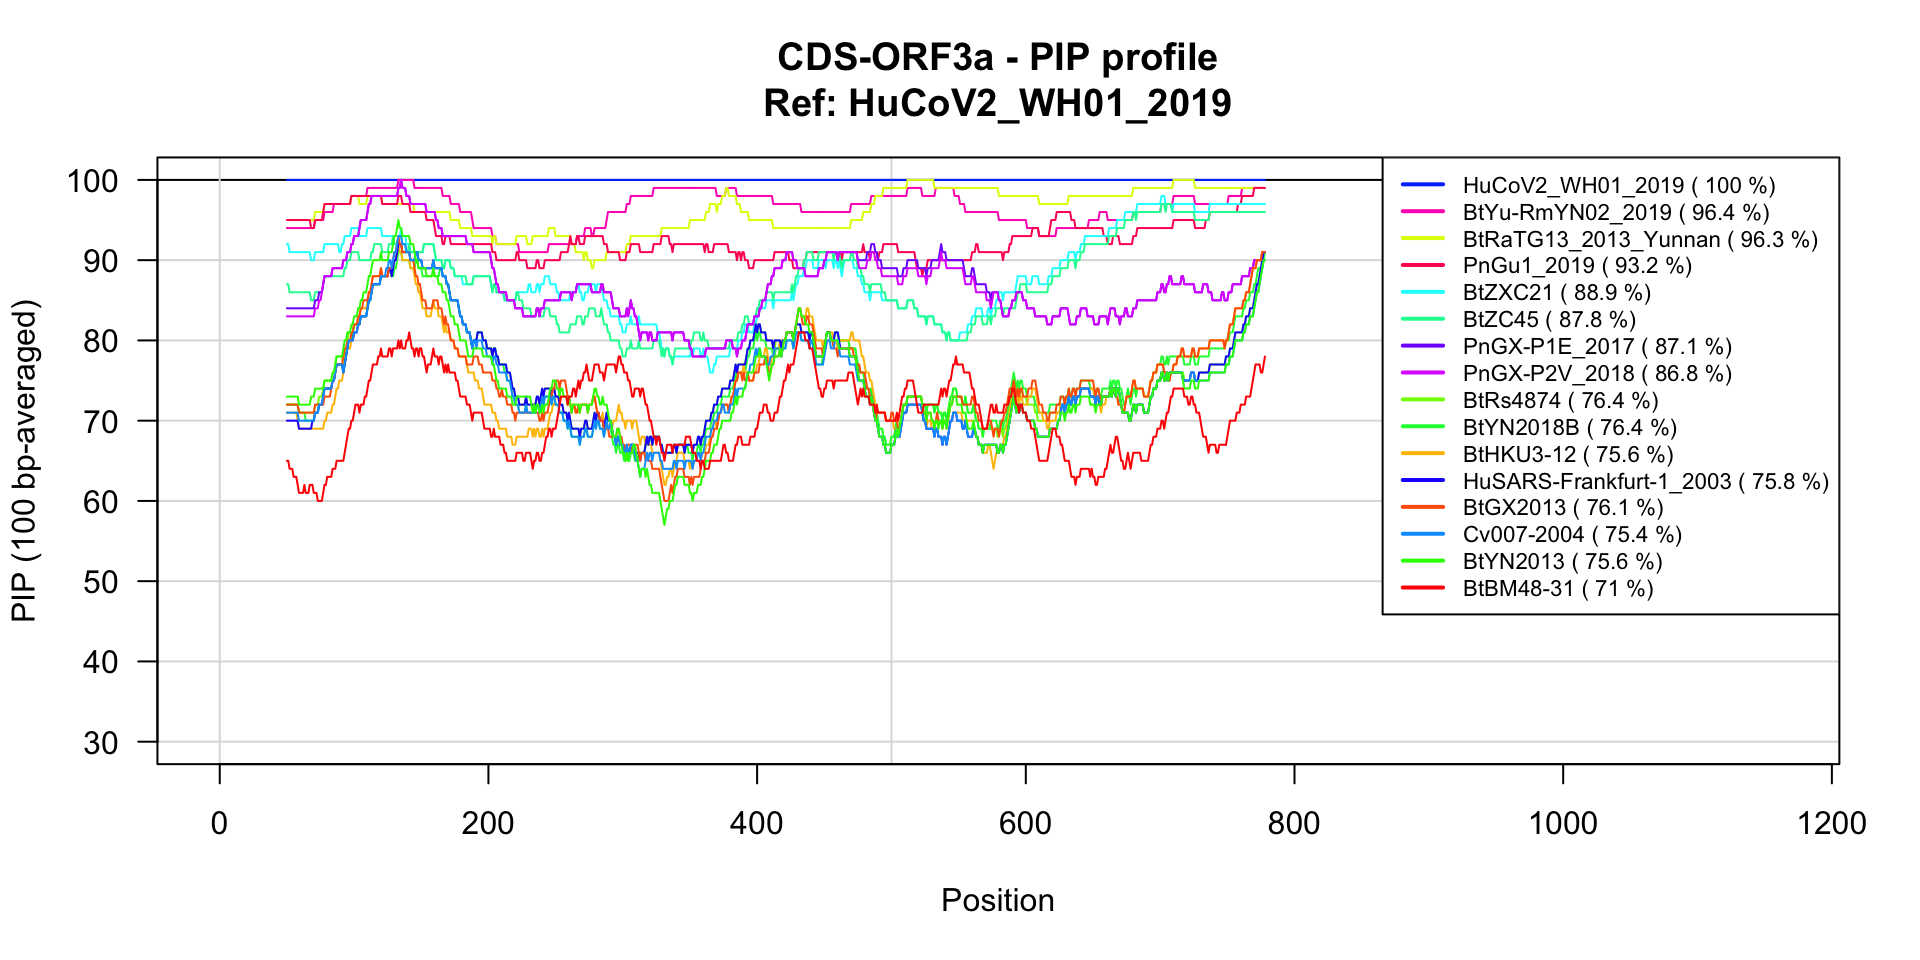 CDS-ORF3a - PIP profile
Ref: HuCoV2_WH01_2019
PIP (100 bp-averaged)
100
90
80
70
60
50
40
30
HuCoV2_WH01_2019 ( 100 %)
BtYu-RmYN02_2019 ( 96.4 %)
BtRaTG13_2013_Yunnan ( 96.3 %)
PnGu1_2019 ( 93.2 %)
BtZXC21 ( 88.9 %)
BtZC45 ( 87.8 %)
PnGX-P1E_2017 ( 87.1 %)
PnGX-P2V_2018 ( 86.8 %)
BtRs4874 ( 76.4 %)
BtYN2018B ( 76.4 %)
BtHKU3-12 ( 75.6 %)
HuSARS-Frankfurt-1_2003 ( 75.8 %)
BtGX2013 ( 76.1 %)
Cv007-2004 ( 75.4 %)
BtYN2013 ( 75.6 %)
BtBM48-31 ( 71 %)
0 200 400 600 800 1000 1200
Position